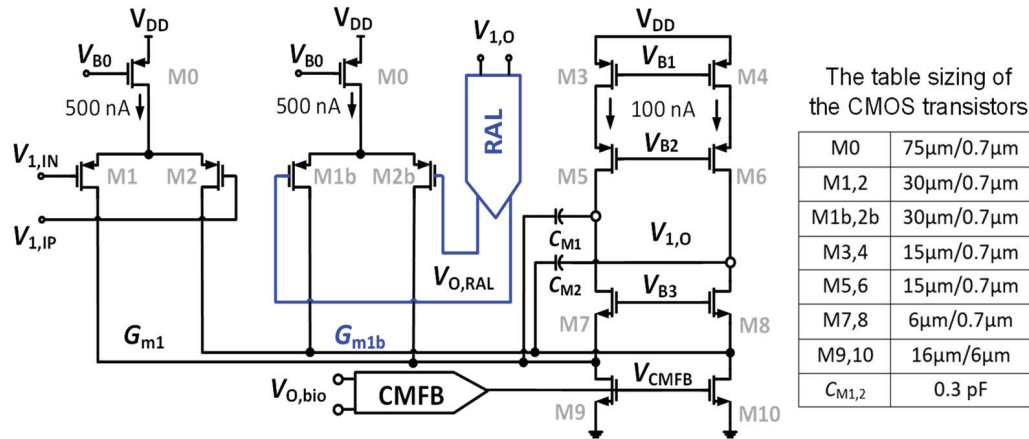 VDD
VB0
M0
500 nA
V1,IN
M1
M2
V1,IP
Gm1
VDD
VB0
M0
500 nA
M1b
M2b
V1,O
RAL
VO,RAL
Gm1b
VDD
M3
VB1
M4
100 nA
VB2
M5
M6
CM1
V1,O
CM2
VB3
M7
M8
VO,bio
CMFB
VCMFB
M9
M10
The table sizing of
the CMOS transistors
M0 75μm/0.7μm
M1,2 30μm/0.7μm
M1b,2b 30μm/0.7μm
M3,4 15μm/0.7μm
M5,6 15μm/0.7μm
M7,8 6μm/0.7μm
M9,10 16μm/6μm
CM1,2 0.3 pF